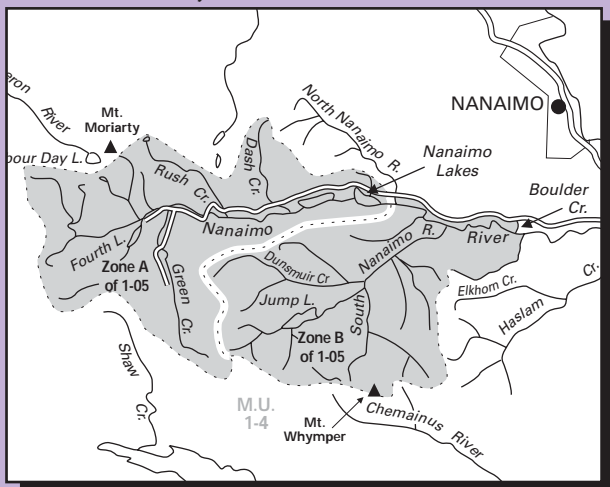 NANAIMO
North Nanaimo R.
eron
River
Mt.
Moriarty
Nanaimo
Lakes
Dash Cr.
bour Day L.
Rush Cr.
Boulder
Cr.
Nanaimo
Nanaimo R.
River
Fourth L.
Zone A
of 1-05
Green
Cr.
Dunsmuir Cr
Jump L.
South
Elkhom Cr.
Haslam
Cr.
Zone B
of 1-05
Shaw
Cr.
M.U.
1-4
Mt.
Whymper
Chemainus River